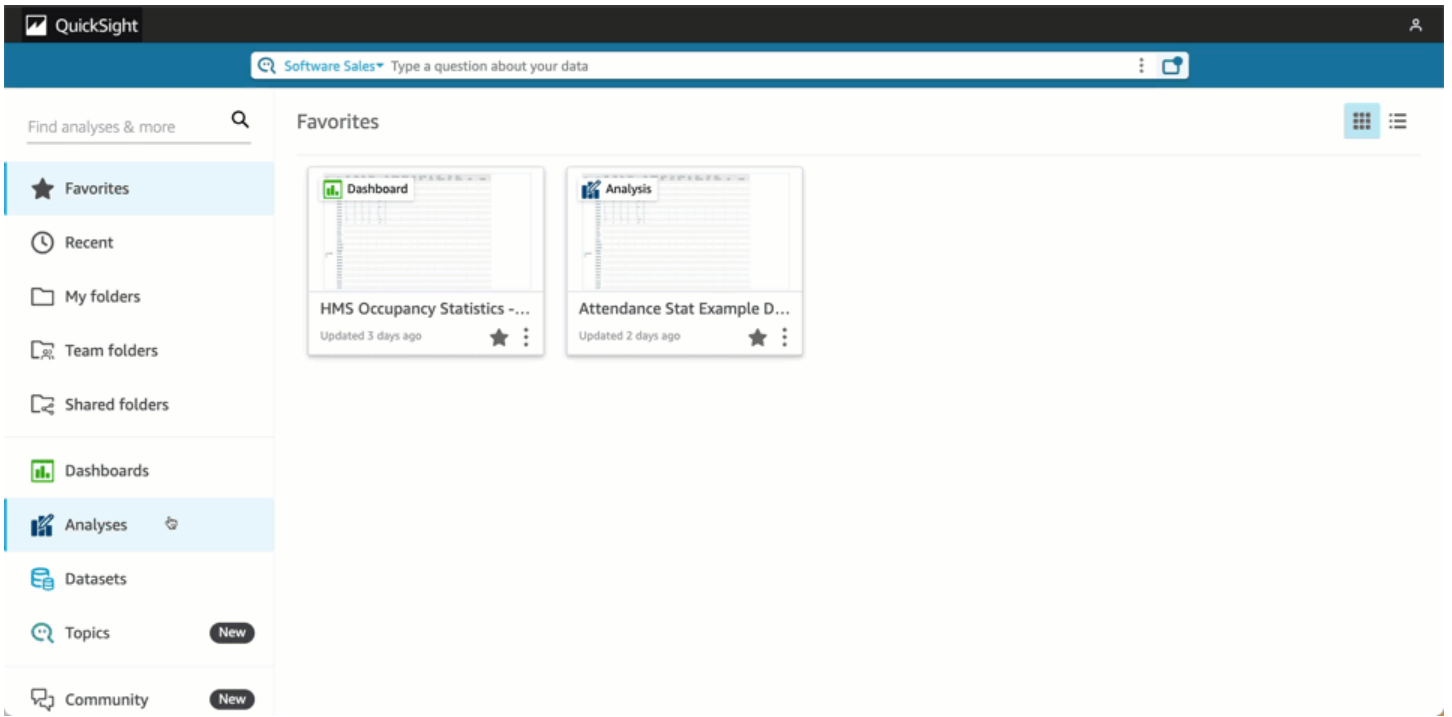 QuickSight
Software Sales Type a question about your data
Find analyses & more
Favorites
Recent
My folders
Team folders
Shared folders
Dashboards
Analyses
Datasets
Topics New
Community New
Favorites
Dashboard
HMS Occupancy Statistics -...
Updated 3 days ago
Analysis
Attendance Stat Example D...
Updated 2 days ago